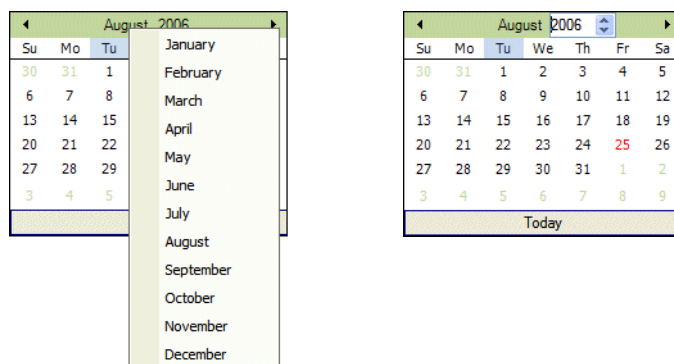 August 2006
Su Mo Tu
30 31 1
6 7 8
13 14 15
20 21 22
27 28 29
3 4 5
January
February
March
April
May
June
July
August
September
October
November
December
August 2006
Su Mo Tu We Th Fr Sa
30 31 1 2 3 4 5
6 7 8 9 10 11 12
13 14 15 16 17 18 19
20 21 22 23 24 25 26
27 28 29 30 31 1 2
3 4 5 6 7 8 9
Today